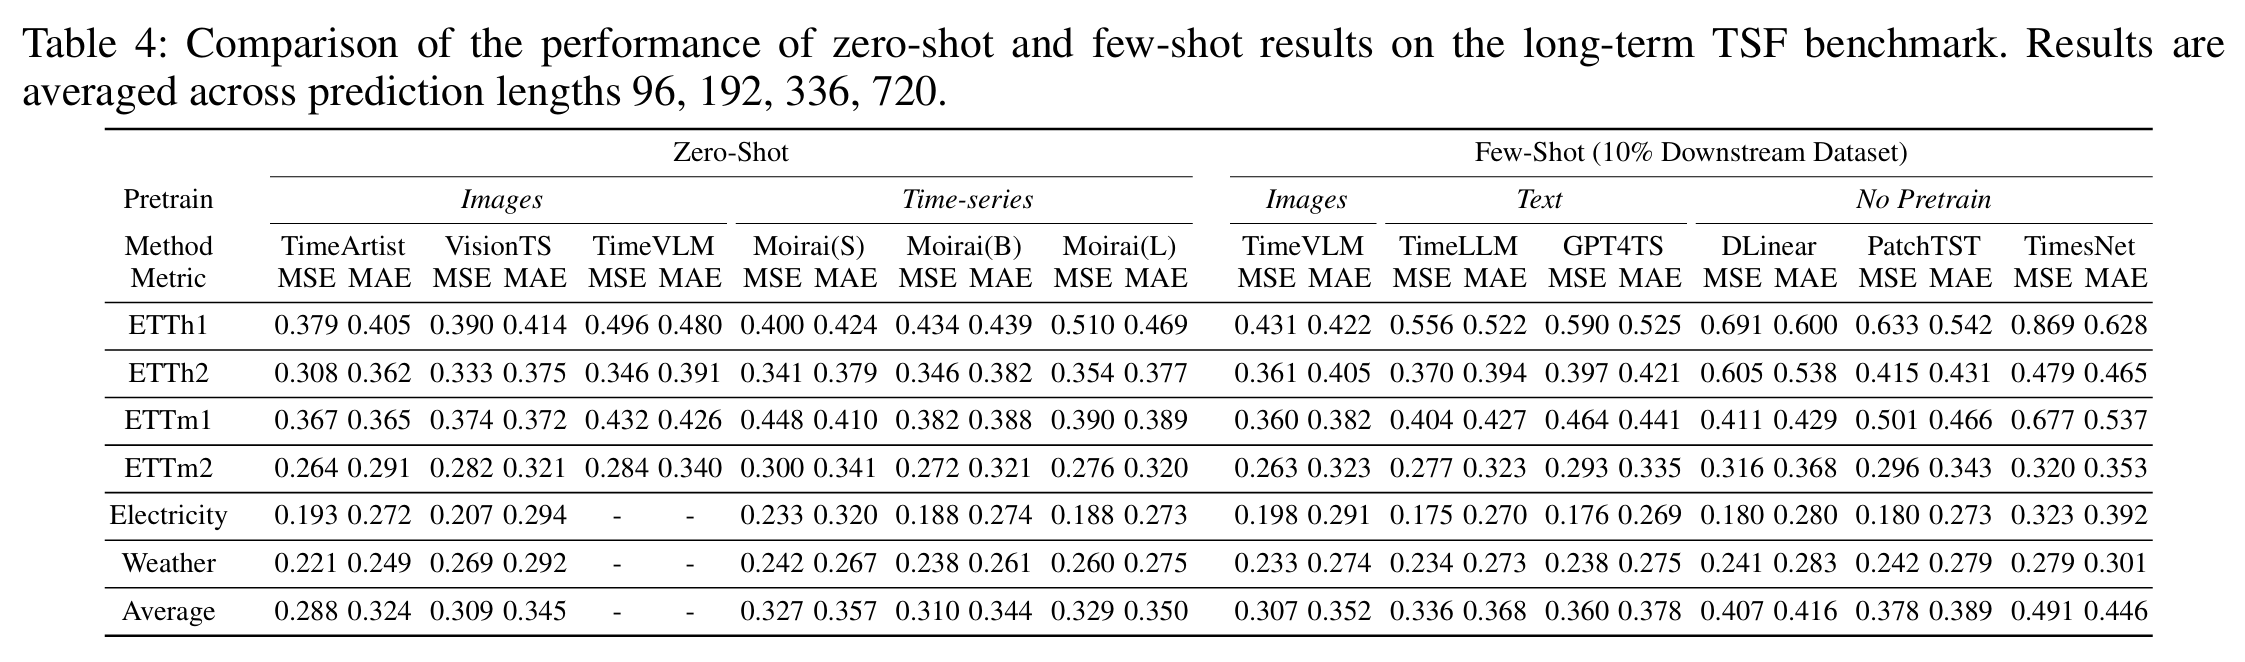 Table 4: Comparison of the performance of zero-shot and few-shot results on the long-term TSF benchmark. Results are
averaged across prediction lengths 96, 192, 336, 720.
Zero-Shot Few-Shot (10% Downstream Dataset)
Pretrain Images Time-series Images Text No Pretrain
Method TimeArtist VisionTS TimeVLM Moirai(S) Moirai(B) Moirai(L) TimeVLM TimeLLM GPT4TS DLinear PatchTST TimesNet
Metric MSE MAE MSE MAE MSE MAE MSE MAE MSE MAE MSE MAE MSE MAE MSE MAE MSE MAE MSE MAE MSE MAE MSE MAE
ETTh1 0.379 0.405 0.390 0.414 0.496 0.480 0.400 0.424 0.434 0.439 0.510 0.469 0.431 0.422 0.556 0.522 0.590 0.525 0.691 0.600 0.633 0.542 0.869 0.628
ETTh2 0.308 0.362 0.333 0.375 0.346 0.391 0.341 0.379 0.346 0.382 0.354 0.377 0.361 0.405 0.370 0.394 0.397 0.421 0.605 0.538 0.415 0.431 0.479 0.465
ETTm1 0.367 0.365 0.374 0.372 0.432 0.426 0.448 0.410 0.382 0.388 0.390 0.389 0.360 0.382 0.404 0.427 0.464 0.441 0.411 0.429 0.501 0.466 0.677 0.537
ETTm2 0.264 0.291 0.282 0.321 0.284 0.340 0.300 0.341 0.272 0.321 0.276 0.320 0.263 0.323 0.277 0.323 0.293 0.335 0.316 0.368 0.296 0.343 0.320 0.353
Electricity 0.193 0.272 0.207 0.294 - - 0.233 0.320 0.188 0.274 0.188 0.273 0.198 0.291 0.175 0.270 0.176 0.269 0.180 0.280 0.180 0.273 0.323 0.392
Weather 0.221 0.249 0.269 0.292 - - 0.242 0.267 0.238 0.261 0.260 0.275 0.233 0.274 0.234 0.273 0.238 0.275 0.241 0.283 0.242 0.279 0.279 0.301
Average 0.288 0.324 0.309 0.345 - - 0.327 0.357 0.310 0.344 0.329 0.350 0.307 0.352 0.336 0.368 0.360 0.378 0.407 0.416 0.378 0.389 0.491 0.446